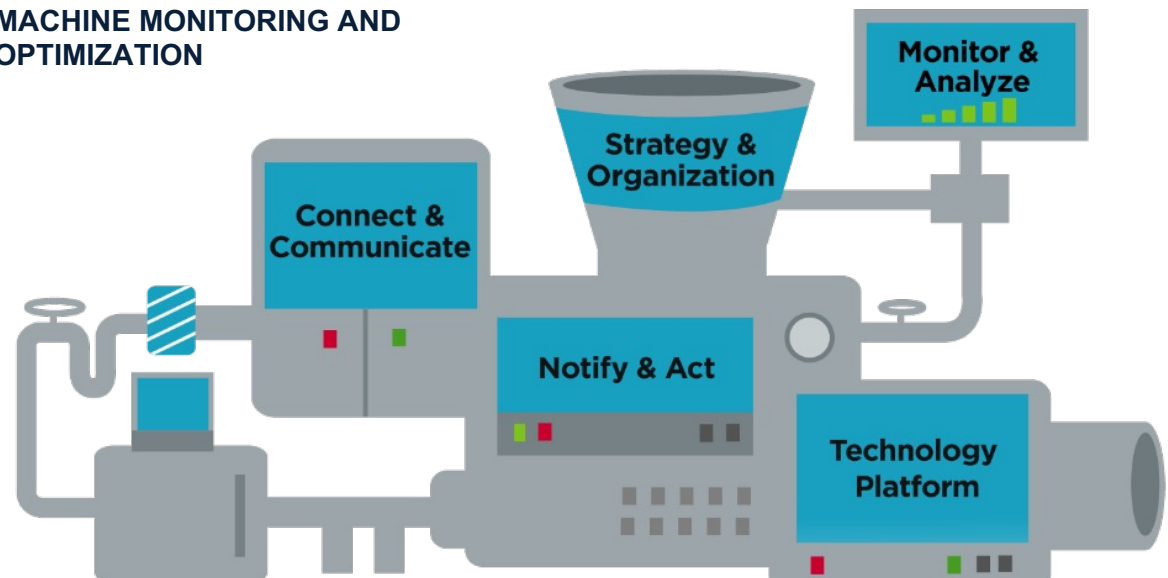 MACHINE MONITORING AND
OPTIMIZATION
Monitor &
Analyze
Strategy &
Organization
Connect &
Communicate
Notify & Act
Technology
Platform